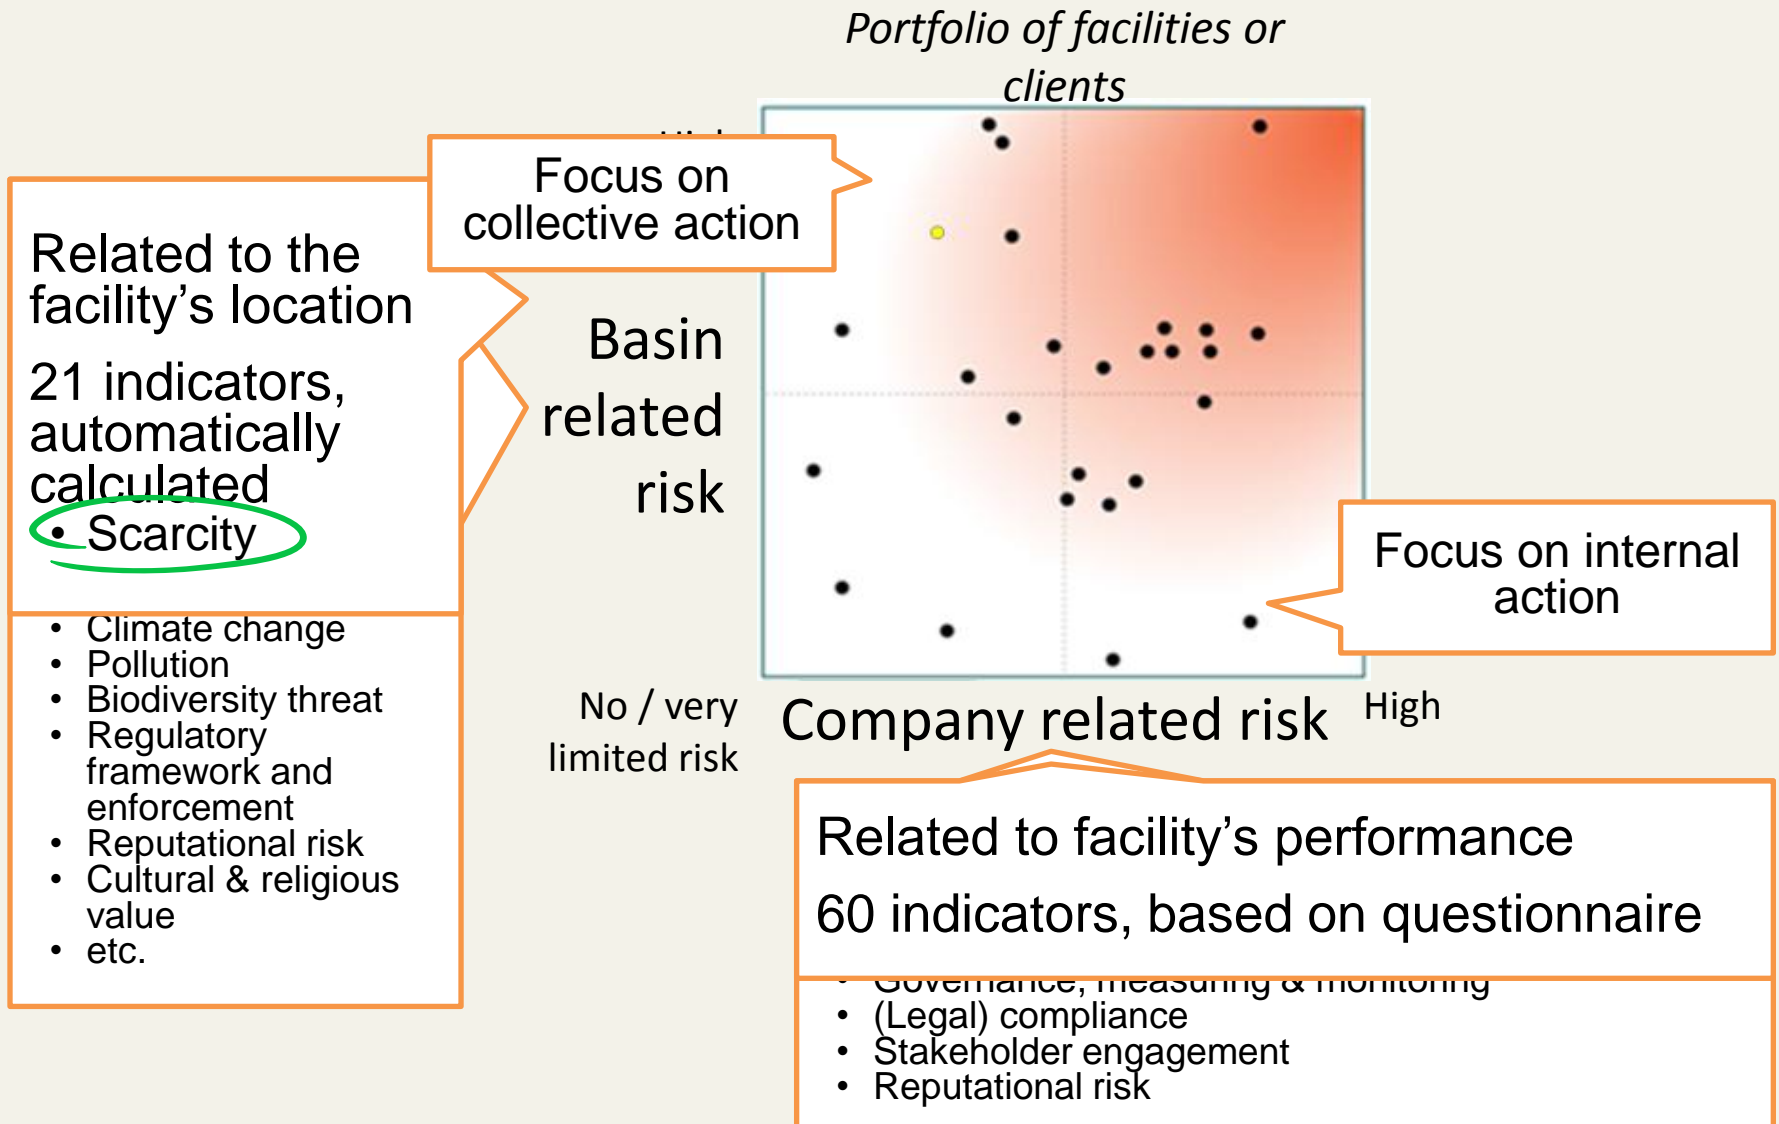 Portfolio of facilities or
clients
Focus on
collective action
Related to the
facility’s location
21 indicators,
automatically
calculated
• Scarcity
• Climate change
• Pollution
• Biodiversity threat
• Regulatory
framework and
enforcement
• Reputational risk
• Cultural & religious
value
• etc.
Basin
related
risk
Focus on internal
action
No / very
limited risk
Company related risk
High
Related to facility’s performance
60 indicators, based on questionnaire
• Governance, measuring & monitoring
• (Legal) compliance
• Stakeholder engagement
• Reputational risk